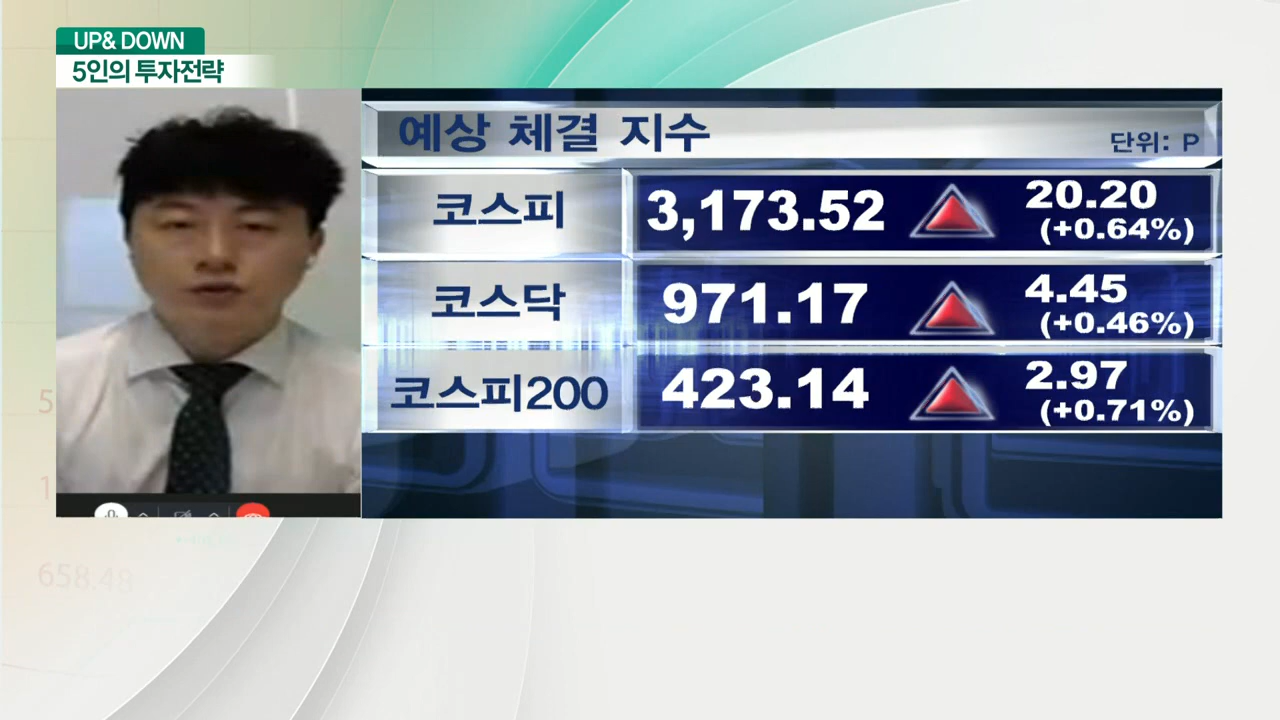 UP& DOWN
5인의 투자전략
예상 체결 지수
단위: P
코스피 3,173.52 ▲ 20.20 (+0.64%)
코스닥 971.17 ▲ 4.45 (+0.46%)
코스피200 423.14 ▲ 2.97 (+0.71%)
658.48